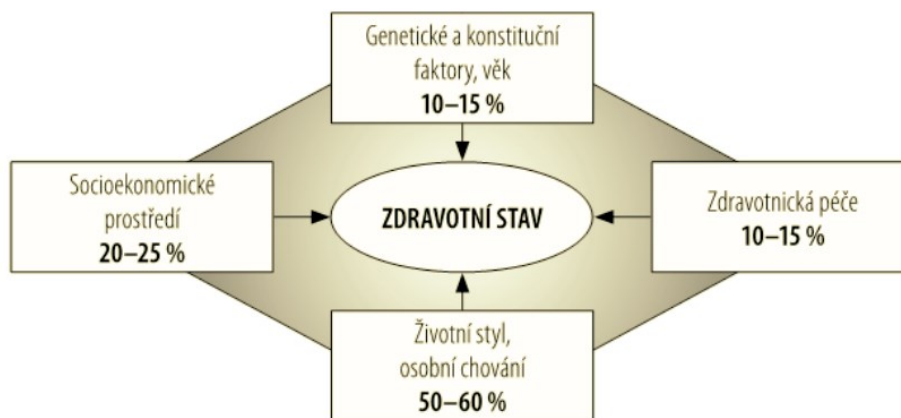 Genetické a konstituční
faktory, věk
10–15 %
Socioekonomické
prostředí
20–25 %
ZDRAVOTNÍ STAV
Zdravotnická péče
10–15 %
Životní styl,
osobní chování
50–60 %